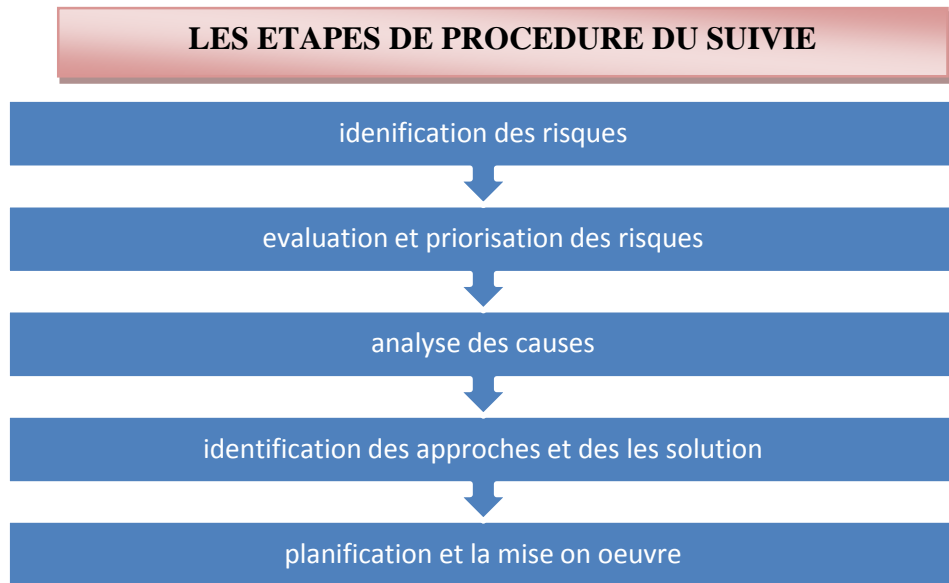 LES ETAPES DE PROCEDURE DU SUIVIE
idenification des risques
evaluation et priorisation des risques
analyse des causes
identification des approches et des les solution
planification et la mise on oeuvre